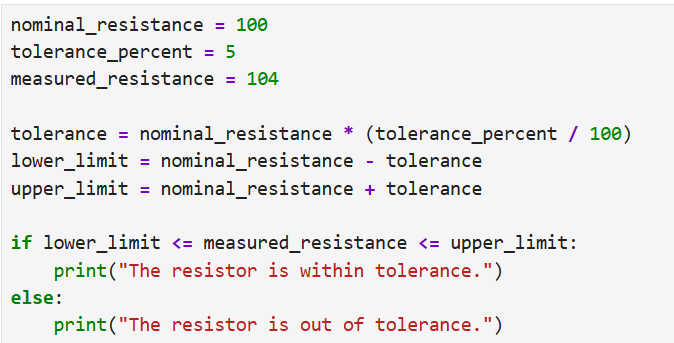 nominal_resistance = 100
tolerance_percent = 5
measured_resistance = 104

tolerance = nominal_resistance * (tolerance_percent / 100)
lower_limit = nominal_resistance - tolerance
upper_limit = nominal_resistance + tolerance

if lower_limit <= measured_resistance <= upper_limit:
    print("The resistor is within tolerance.")
else:
    print("The resistor is out of tolerance.")